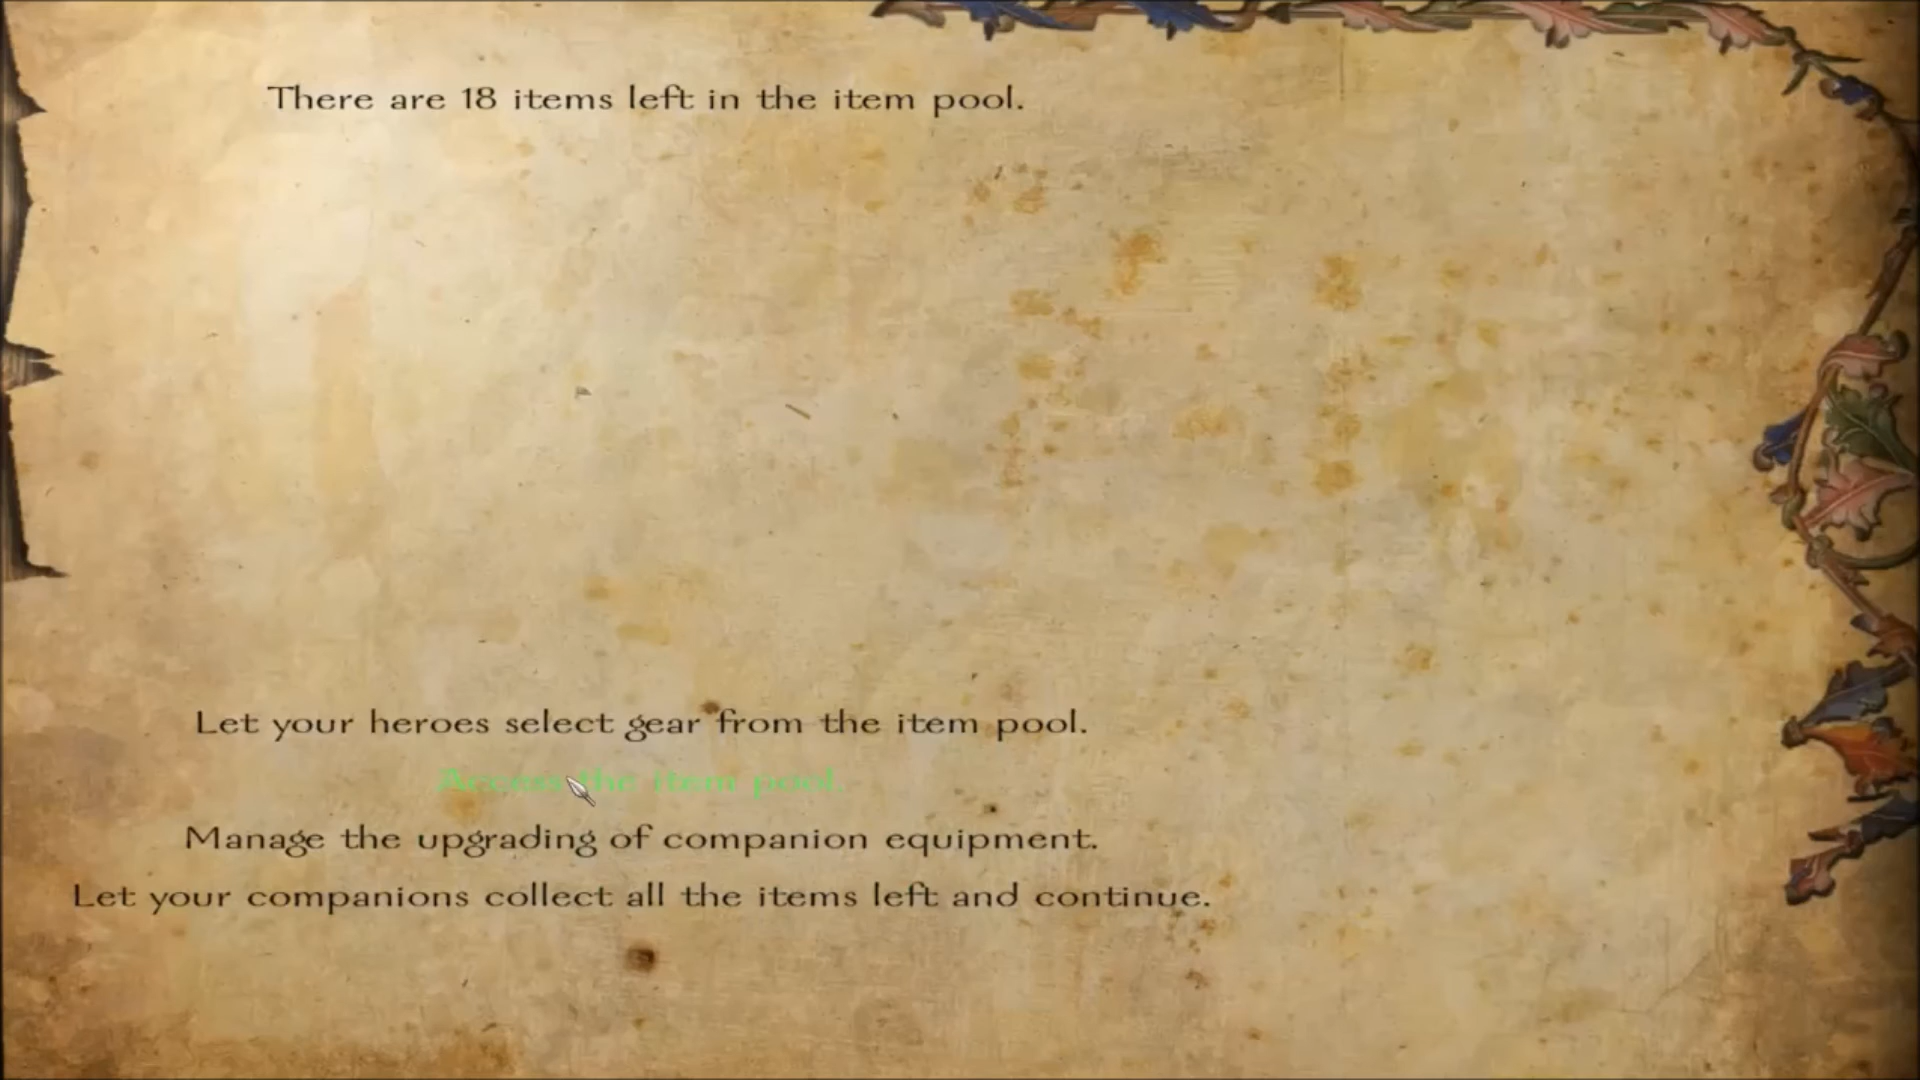 There are 18 items left in the item pool.
Let your heroes select gear from the item pool.
Access the item pool.
Manage the upgrading of companion equipment.
Let your companions collect all the items left and continue.